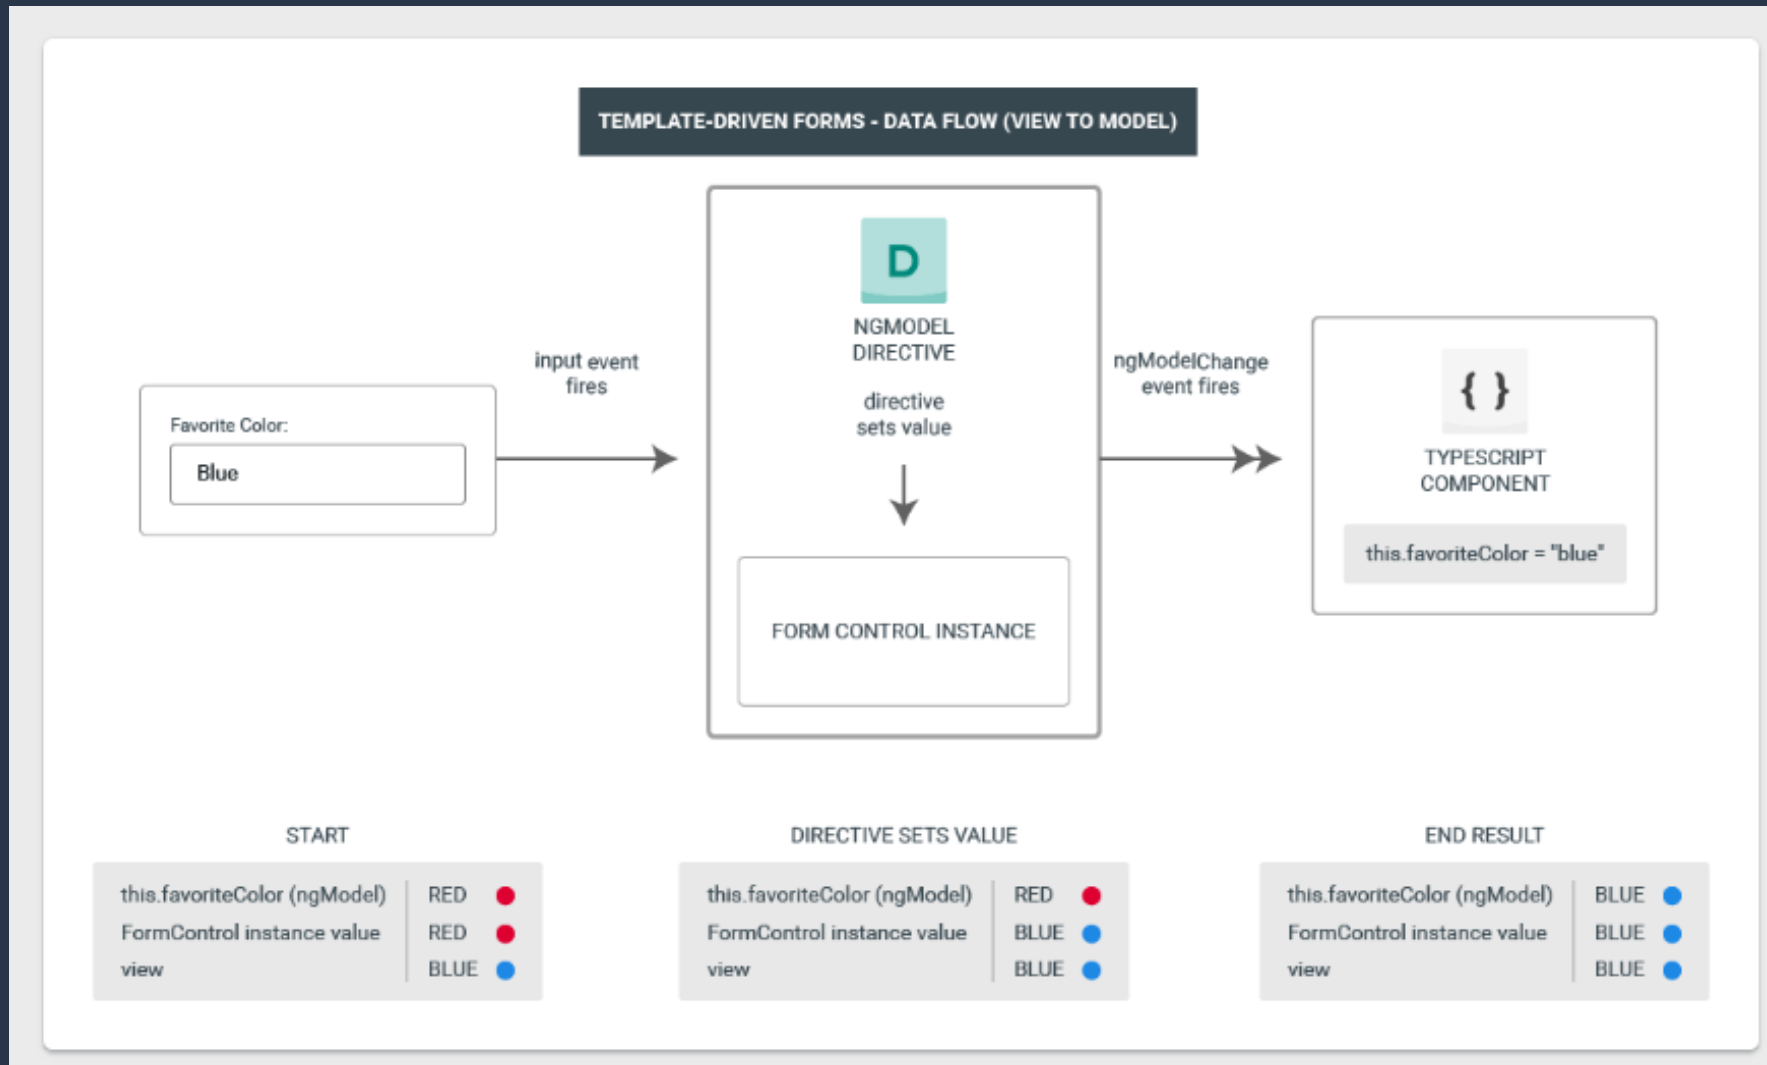 TEMPLATE-DRIVEN FORMS - DATA FLOW (VIEW TO MODEL)
Favorite Color:
Blue
input event
fires
D
NGMODEL
DIRECTIVE
directive
sets value
FORM CONTROL INSTANCE
ngModelChange
event fires
{ }
TYPESCRIPT
COMPONENT
this.favoriteColor = "blue"
START
this.favoriteColor (ngModel) RED
FormControl instance value RED
view BLUE
DIRECTIVE SETS VALUE
this.favoriteColor (ngModel) RED
FormControl instance value BLUE
view BLUE
END RESULT
this.favoriteColor (ngModel) BLUE
FormControl instance value BLUE
view BLUE